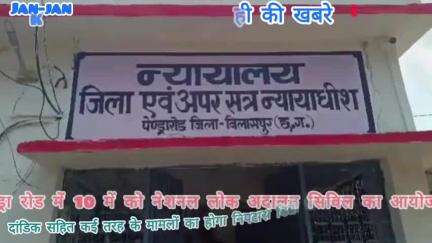 JAN-JAN
K
ही की खबरे
न्यायालय
जिला एवं अपर सत्र न्यायाधीश
पेण्ड्रारोड जिला-बिलासपुर (छ.ग.)
रोड में 10 में को नेशनल लोक अदालत सिविल का आयोज
दांडिक सहित कई तरह के मामलों का होगा निपटारा